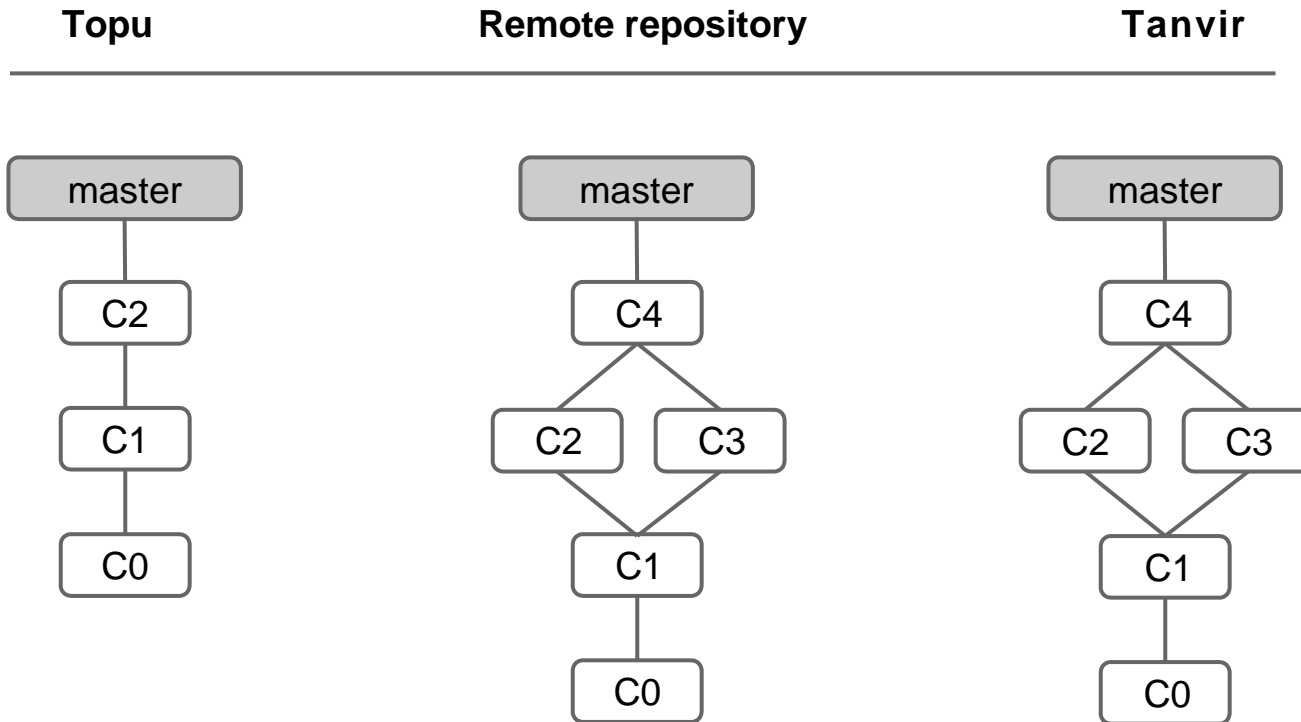 Topu
Remote repository
Tanvir
master
master
master
C2
C4
C4
C1
C2
C3
C2
C3
C0
C1
C1
C0
C0